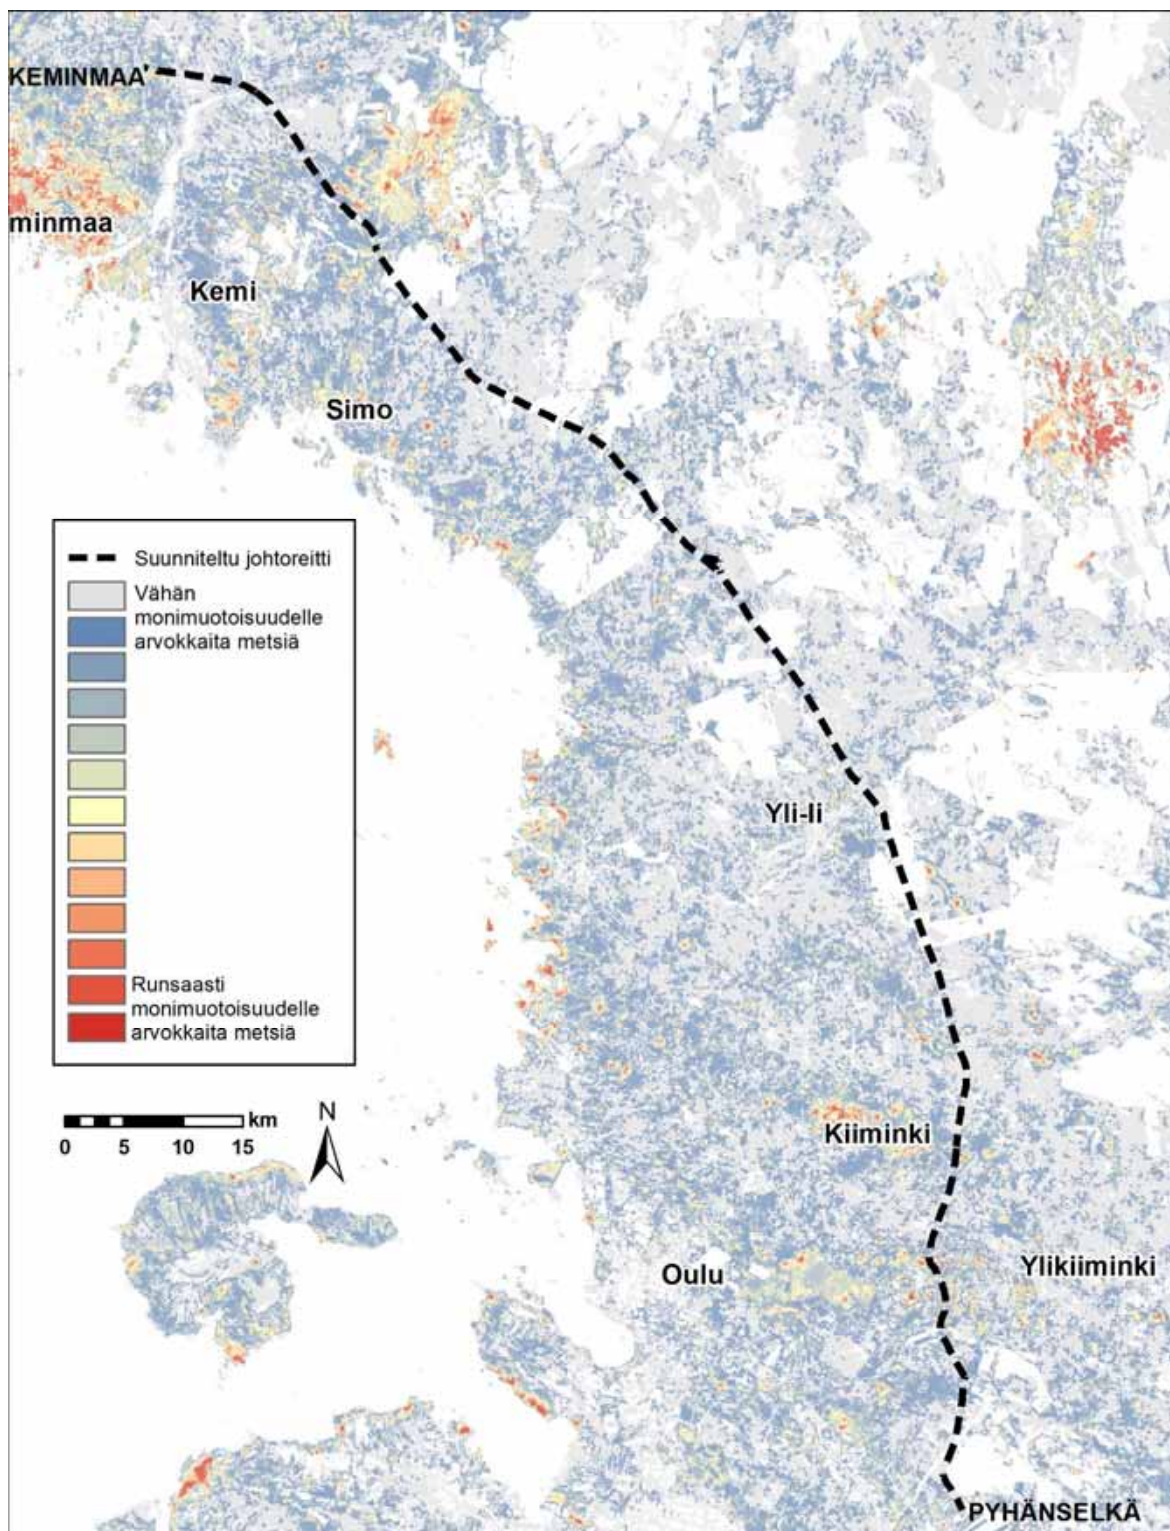 KEMINMAA
minmaa
Kemi
Simo
Suunniteltu johtoreitti
Vähän
monimuotoisuudelle
arvokkaita metsiä
Runsaasti
monimuotoisuudelle
arvokkaita metsiä
Yli-Ii
km
0 5 10 15
N
Kiiminki
Oulu
Ylikiiminki
PYHÄNSELKÄ